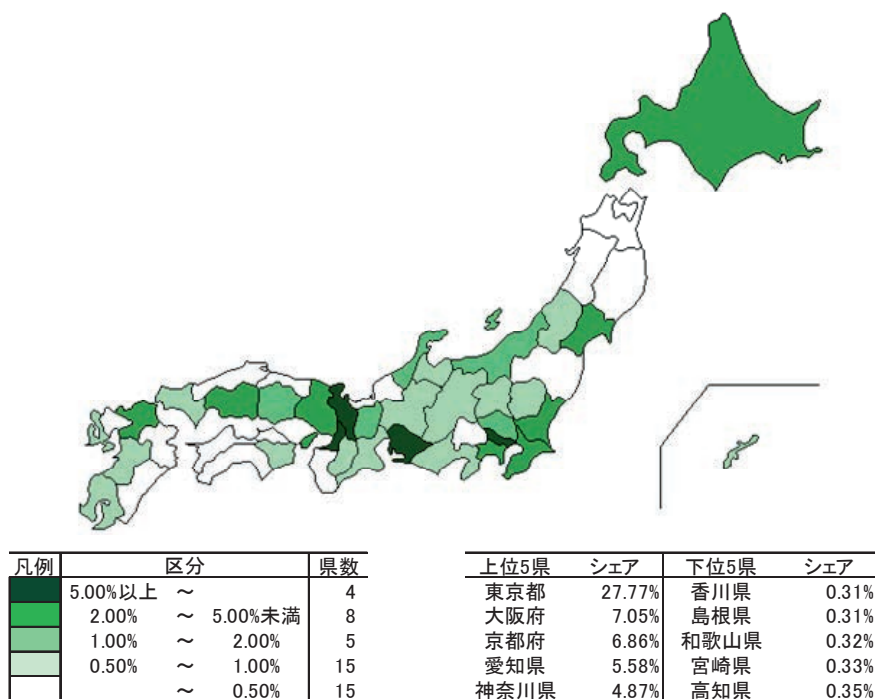 凡例 区分 県数
5.00%以上 ～ 4
2.00% ～ 5.00%未満 8
1.00% ～ 2.00% 5
0.50% ～ 1.00% 15
～ 0.50% 15
上位5県 シェア 下位5県 シェア
東京都 27.77% 香川県 0.31%
大阪府 7.05% 島根県 0.31%
京都府 6.86% 和歌山県 0.32%
愛知県 5.58% 宮崎県 0.33%
神奈川県 4.87% 高知県 0.35%